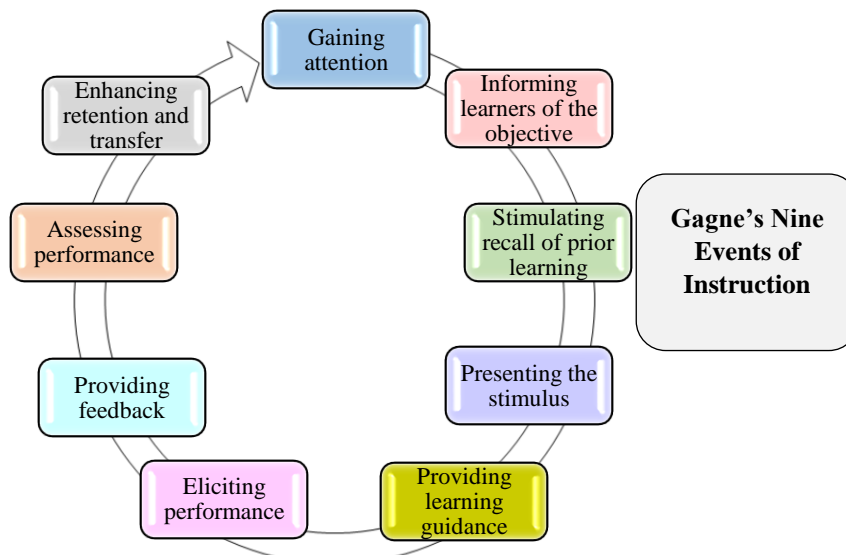 Gaining
attention
Informing
learners of the
objective
Stimulating
recall of prior
learning
Presenting the
stimulus
Providing
learning
guidance
Eliciting
performance
Providing
feedback
Assessing
performance
Enhancing
retention and
transfer
Gagne’s Nine
Events of
Instruction